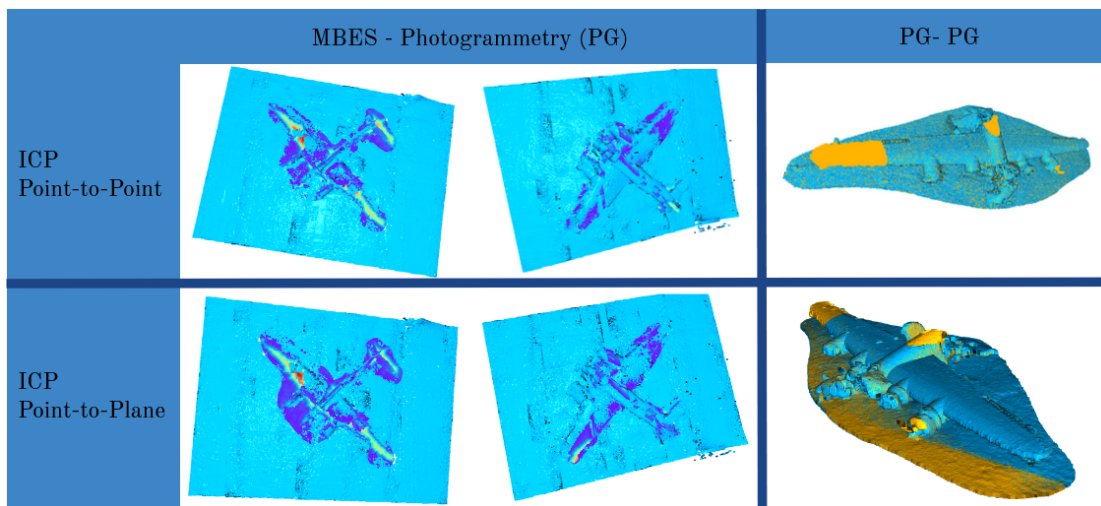 MBES - Photogrammetry (PG)
PG- PG
ICP
Point-to-Point
ICP
Point-to-Plane